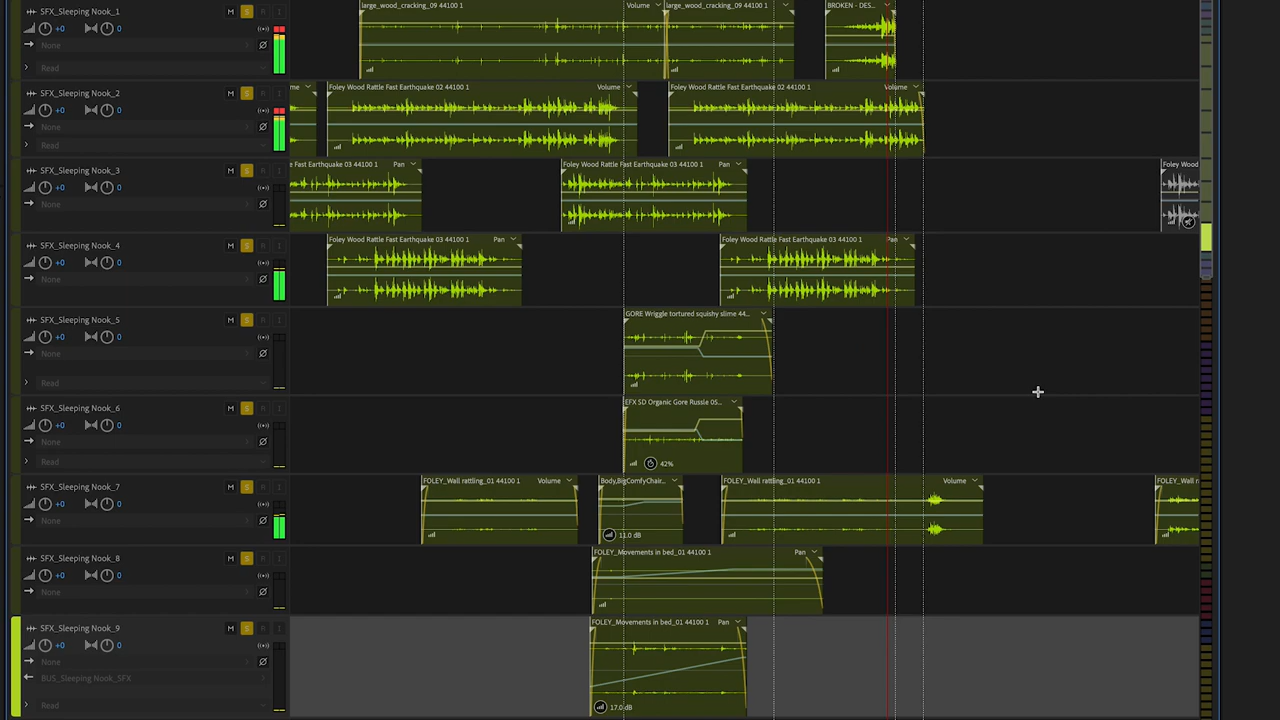 SFX_Sleeping Nook_1 M S R I
+0 0
None
Read
large_wood_cracking_09 44100 1 Volume
large_wood_cracking_09 44100 1
BROKEN - DES...
SFX_Sleeping Nook_2 M S R I
+0 0
None
Read
me
Foley Wood Rattle Fast Earthquake 02 44100 1 Volume
Foley Wood Rattle Fast Earthquake 02 44100 1 Volume
SFX_Sleeping Nook_3 M S R I
+0 0
None
e Fast Earthquake 03 44100 1 Pan
Foley Wood Rattle Fast Earthquake 03 44100 1 Pan
Foley Wood
SFX_Sleeping Nook_4 M S R I
+0 0
None
Foley Wood Rattle Fast Earthquake 03 44100 1 Pan
Foley Wood Rattle Fast Earthquake 03 44100 1 Pan
SFX_Sleeping Nook_5 M S R I
+0 0
None
Read
GORE Wriggle tortured squishy slime 44...
SFX_Sleeping Nook_6 M S R I
+0 0
None
Read
EFX SD Organic Gore Russle 05...
42%
SFX_Sleeping Nook_7 M S R I
+0 0
None
FOLEY_Wall rattling_01 44100 1 Volume
Body,BigComfyChair...
11.0 dB
FOLEY_Wall rattling_01 44100 1 Volume
FOLEY_Wall r
SFX_Sleeping Nook_8 M S R I
+0 0
None
FOLEY_Movements in bed_01 44100 1 Pan
SFX_Sleeping Nook_9 M S R I
+0 0
None
BUS_Sleeping Nook_SFX
Read
FOLEY_Movements in bed_01 44100 1 Pan
17.0 dB